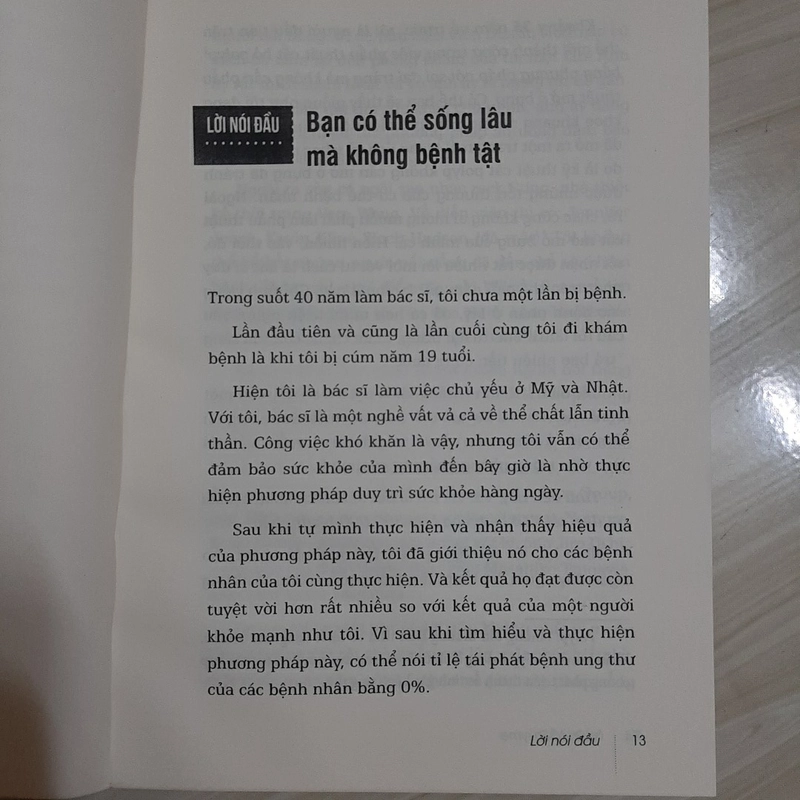 LỜI NÓI ĐẦU
Bạn có thể sống lâu
mà không bệnh tật
Trong suốt 40 năm làm bác sĩ, tôi chưa một lần bị bệnh.
Lần đầu tiên và cũng là lần cuối cùng tôi đi khám
bệnh là khi tôi bị cúm năm 19 tuổi.
Hiện tôi là bác sĩ làm việc chủ yếu ở Mỹ và Nhật.
Với tôi, bác sĩ là một nghề vất vả cả về thể chất lẫn tinh
thần. Công việc khó khăn là vậy, nhưng tôi vẫn có thể
đảm bảo sức khỏe của mình đến bây giờ là nhờ thực
hiện phương pháp duy trì sức khỏe hàng ngày.
Sau khi tự mình thực hiện và nhận thấy hiệu quả
của phương pháp này, tôi đã giới thiệu nó cho các bệnh
nhân của tôi cùng thực hiện. Và kết quả họ đạt được còn
tuyệt vời hơn rất nhiều so với kết quả của một người
khỏe mạnh như tôi. Vì sau khi tìm hiểu và thực hiện
phương pháp này, có thể nói tỉ lệ tái phát bệnh ung thư
của các bệnh nhân bằng 0%.
Lời nói đầu 13